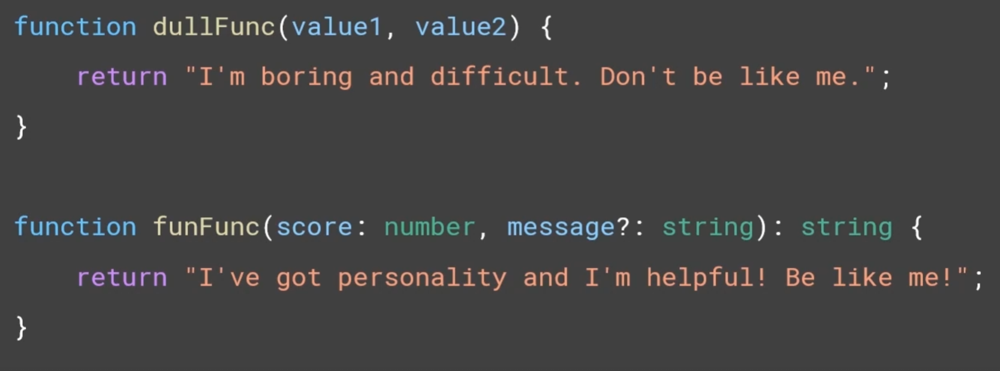 function dullFunc(value1, value2) {
    return "I'm boring and difficult. Don't be like me.";
}
function funFunc(score: number, message?: string): string {
    return "I've got personality and I'm helpful! Be like me!";
}